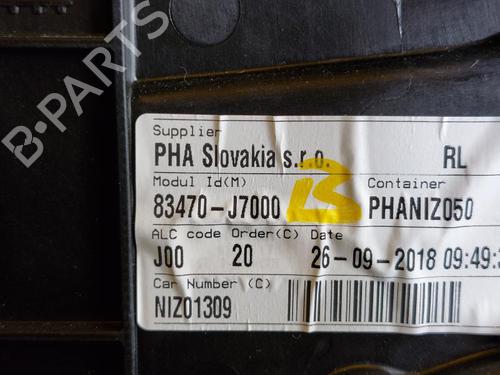 B-PARTS
Supplier
PHA Slovakia s.r.o. RL
Modul Id(M) Container
83470-J7000 PHANIZ050
ALC code Order(C) Date
J00 20 26-09-2018 09:49:3
Car Number (C)
NIZ01309